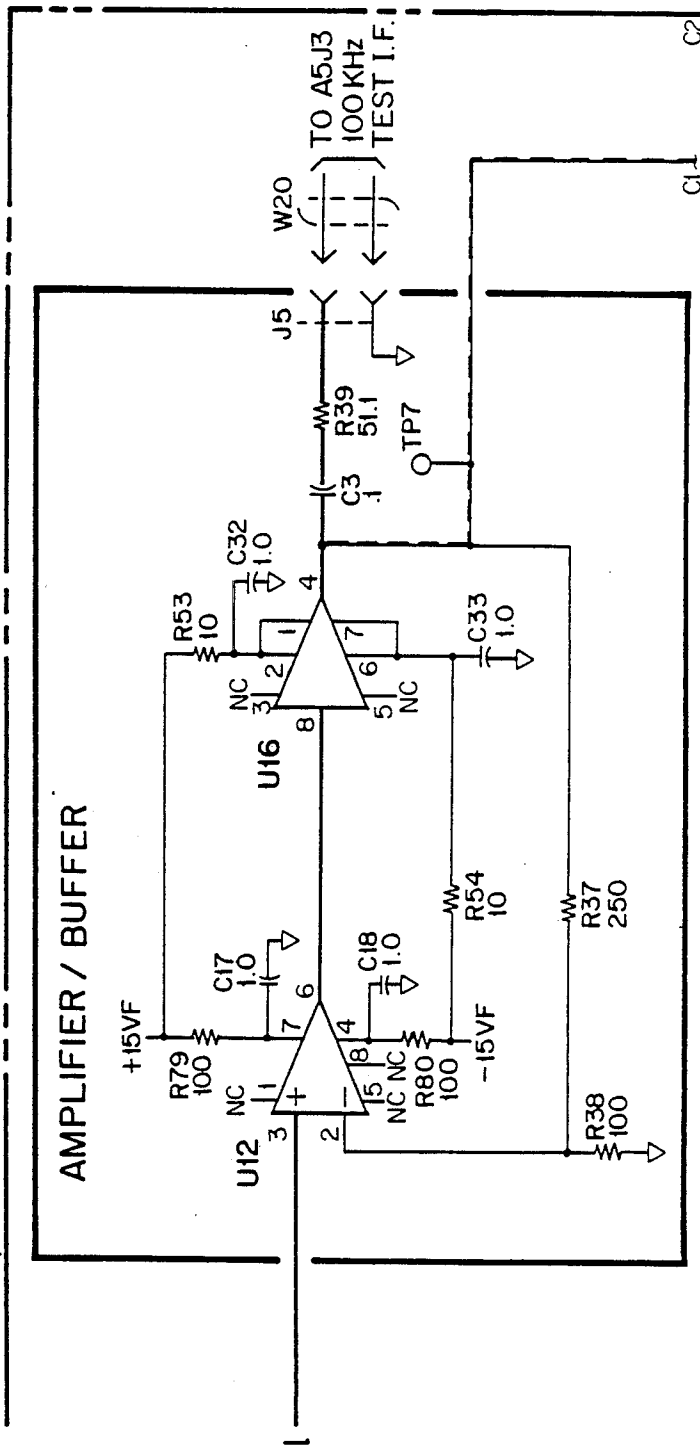 AMPLIFIER / BUFFER
+15VF
R79
100
C17
1.0
NC
1
7
U12
3
+
6
2
–
4
8
NC
5
NC
C18
1.0
R80
100
-15VF
R38
100
R37
250
R54
10
R53
10
C32
1.0
NC
3
2
1
U16
8
4
5
NC
6
7
C33
1.0
C3
.1
R39
51.1
J5
TP7
W20
TO A5J3
100 KHz
TEST I.F.
C1
C2